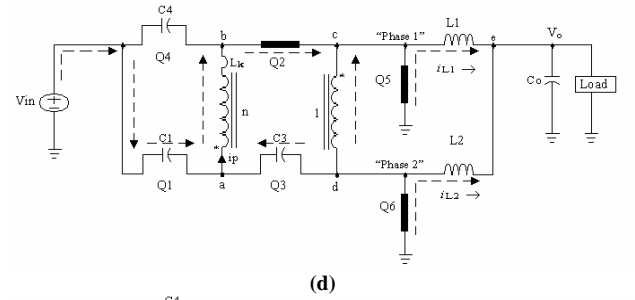 C4
b
c
"Phase 1"
L1
e
Vo
Q4
Q2
iL1
Q5
Lk
Co
Load
Vin
n
1
*
L2
C1
C3
*
ip
"Phase 2"
Q1
a
Q3
d
iL2
Q6
(d)